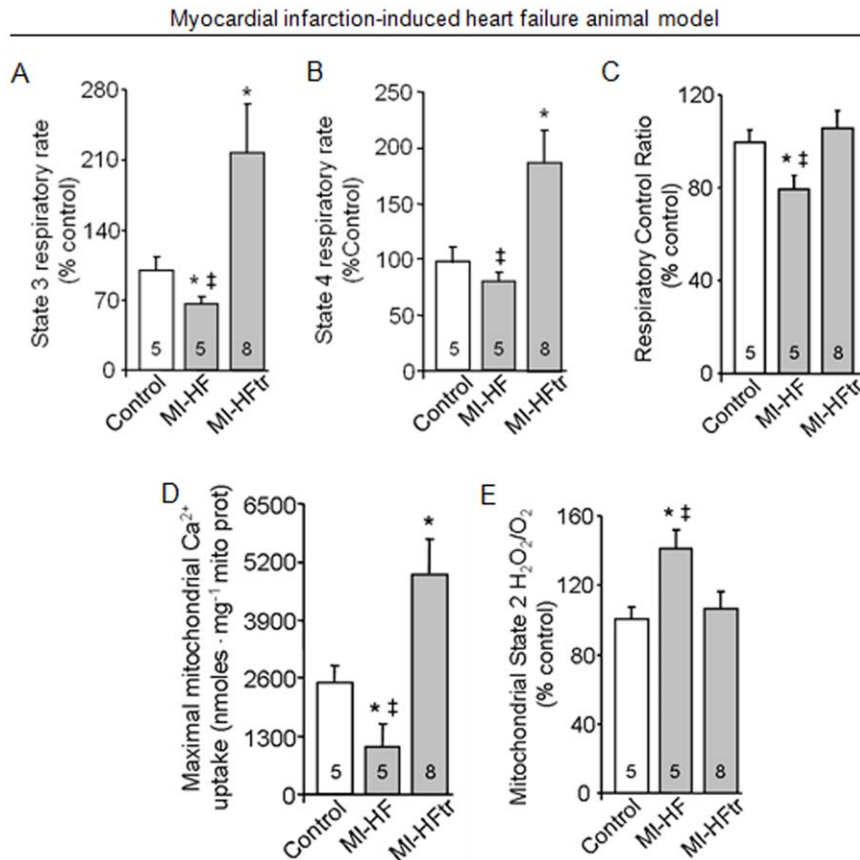 Myocardial infarction-induced heart failure animal model
A
State 3 respiratory rate
(% control)
280
210
140
70
0
*
* ‡
5
5
8
Control
MI-HF
MI-HFtr
B
State 4 respiratory rate
(%Control)
250
200
150
100
50
0
*
‡
5
5
8
Control
MI-HF
MI-HFtr
C
Respiratory Control Ratio
(% control)
120
80
40
0
* ‡
5
5
8
Control
MI-HF
MI-HFtr
D
Maximal mitochondrial Ca²⁺
uptake (nmoles · mg⁻¹ mito prot)
6500
5200
3900
2600
1300
0
*
* ‡
5
5
8
Control
MI-HF
MI-HFtr
E
Mitochondrial State 2 H₂O₂/O₂
(% control)
160
120
80
40
0
* ‡
5
5
8
Control
MI-HF
MI-HFtr